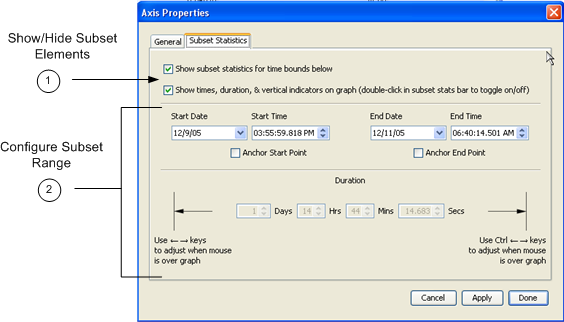 Axis Properties
Show/Hide Subset
Elements
1
Configure Subset
Range
2
General
Subset Statistics
Show subset statistics for time bounds below
Show times, duration, & vertical indicators on graph (double-click in subset stats bar to toggle on/off)
Start Date
Start Time
End Date
End Time
12/9/05
03:55:59.818 PM
12/11/05
06:40:14.501 AM
Anchor Start Point
Anchor End Point
Duration
1 Days 14 Hrs 44 Mins 14.683 Secs
Use ←→ keys
to adjust when mouse
is over graph
Use Ctrl ←→ keys
to adjust when mouse
is over graph
Cancel
Apply
Done